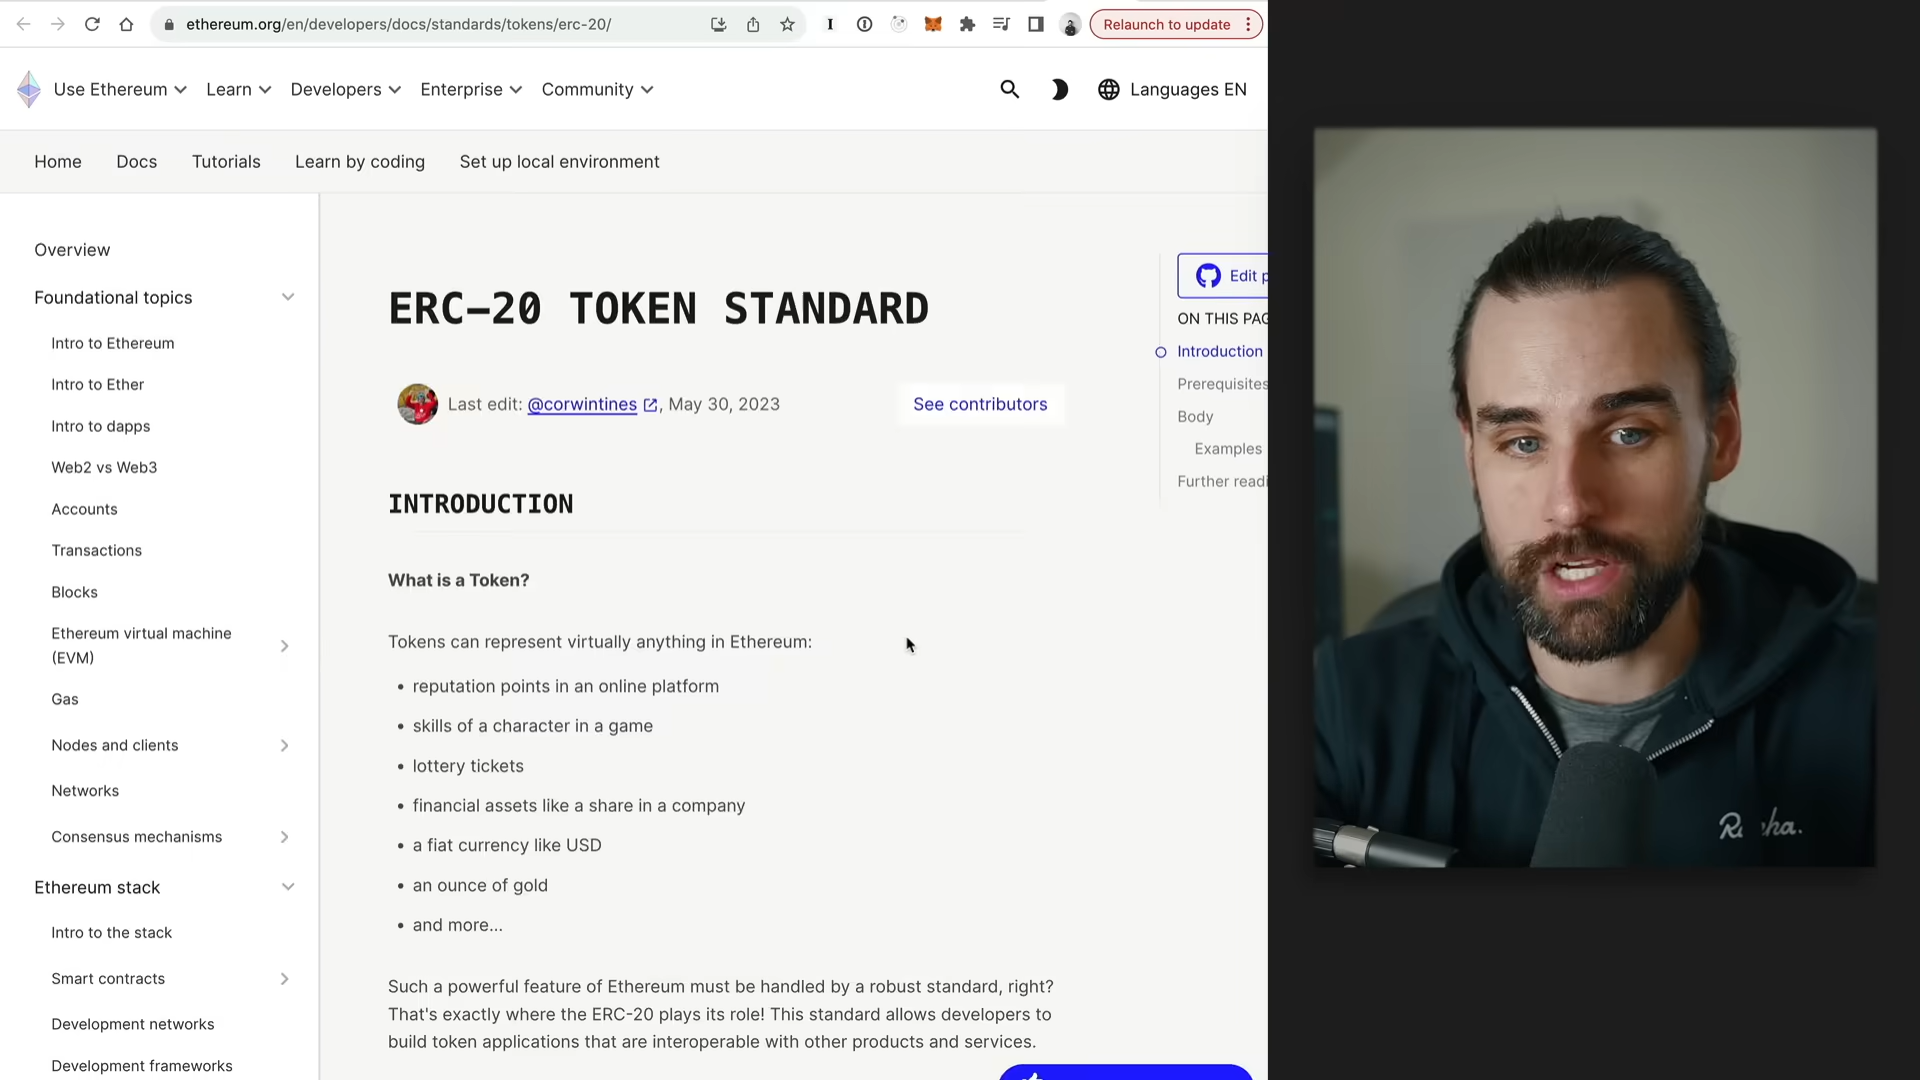 ethereum.org/en/developers/docs/standards/tokens/erc-20/
Relaunch to update
Use Ethereum
Learn
Developers
Enterprise
Community
Languages EN
Home
Docs
Tutorials
Learn by coding
Set up local environment
Overview
Foundational topics
Intro to Ethereum
Intro to Ether
Intro to dapps
Web2 vs Web3
Accounts
Transactions
Blocks
Ethereum virtual machine
(EVM)
Gas
Nodes and clients
Networks
Consensus mechanisms
Ethereum stack
Intro to the stack
Smart contracts
Development networks
Development frameworks
ERC-20 TOKEN STANDARD
Last edit: @corwintines, May 30, 2023
See contributors
INTRODUCTION
What is a Token?
Tokens can represent virtually anything in Ethereum:
• reputation points in an online platform
• skills of a character in a game
• lottery tickets
• financial assets like a share in a company
• a fiat currency like USD
• an ounce of gold
• and more...
Such a powerful feature of Ethereum must be handled by a robust standard, right?
That's exactly where the ERC-20 plays its role! This standard allows developers to
build token applications that are interoperable with other products and services.
Edit p
ON THIS PAG
Introduction
Prerequisites
Body
Examples
Further readi